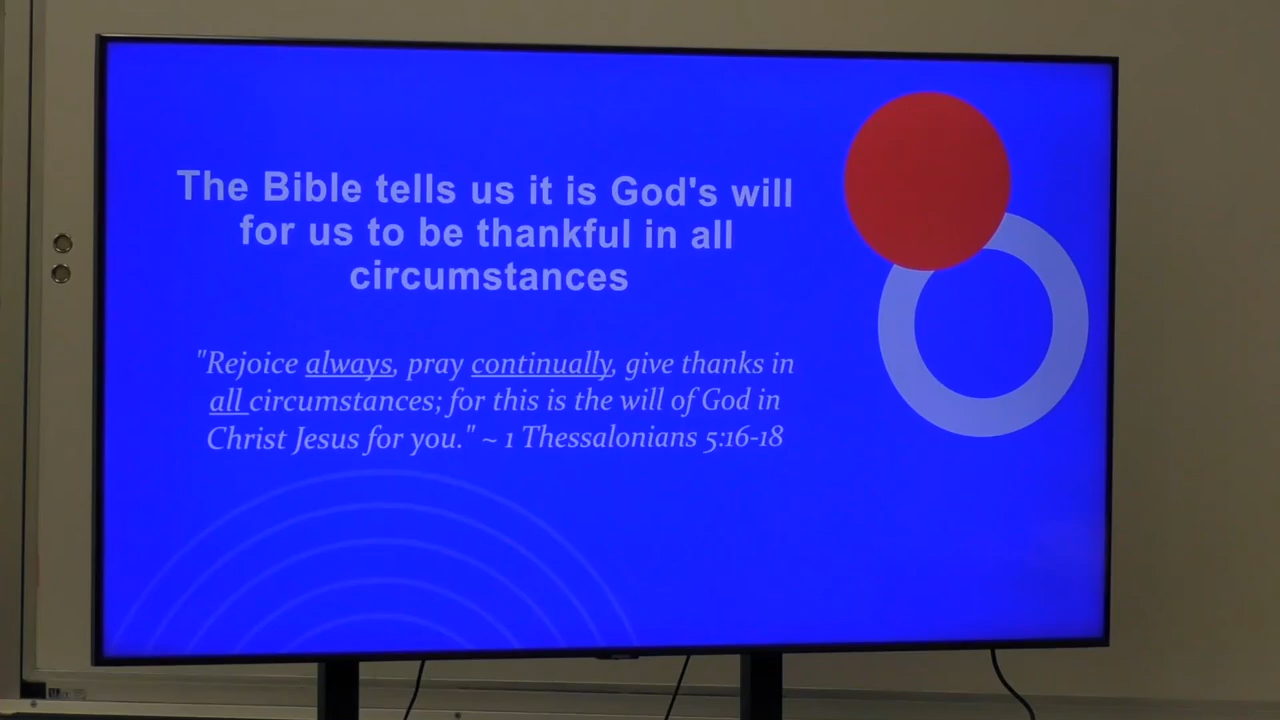 The Bible tells us it is God's will
for us to be thankful in all
circumstances
"Rejoice always, pray continually, give thanks in
all circumstances; for this is the will of God in
Christ Jesus for you." ~ 1 Thessalonians 5:16-18